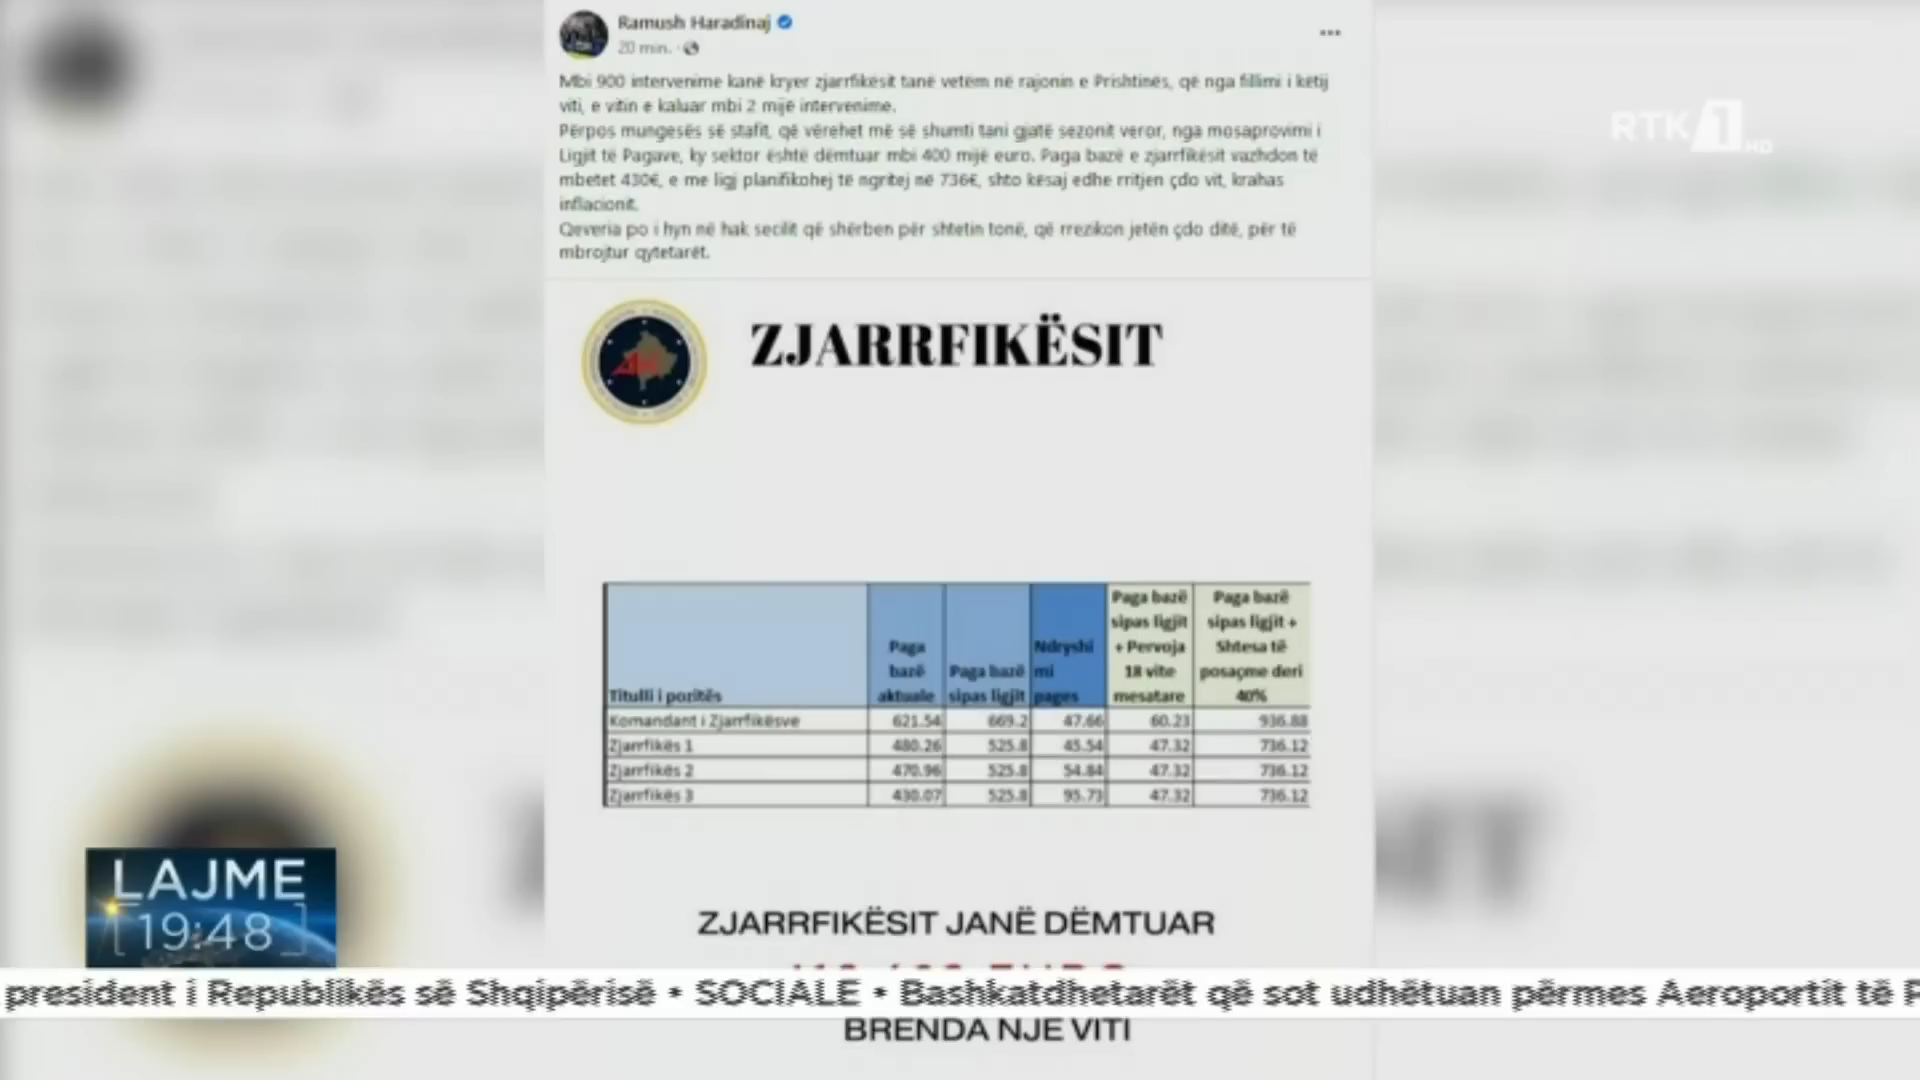 Ramush Haradinaj
20 min.
Mbi 900 intervenime kanë kryer zjarrfikësit tanë vetëm në rajonin e Prishtinës, që nga fillimi i këtij
viti, e vitin e kaluar mbi 2 mijë intervenime.
Përpos mungesës së stafit, që vërehet më së shumti tani gjatë sezonit veror, nga mosaprovimi i
Ligjit të Pagave, ky sektor është dëmtuar mbi 400 mijë euro. Paga bazë e zjarrfikësit vazhdon të
mbetet 430€, e me ligj planifikohej të ngritej në 736€, shto kësaj edhe rritjen çdo vit, krahas
inflacionit.
Qeveria po i hyn në hak secilit që shërben për shtetin tonë, që rrezikon jetën çdo ditë, për të
mbrojtur qytetarët.
RTK 1 HD
ZJARRFIKËSIT
Titulli i pozitës Paga bazë aktuale Paga bazë sipas ligjit Ndryshi mi pages Paga bazë sipas ligjit + Pervoja 18 vite mesatare Paga bazë sipas ligjit + Shtesa të posaçme deri 40%
Komandant i Zjarrfikësve 621.54 669.2 47.66 60.23 936.88
Zjarrfikës 1 480.26 525.8 45.54 47.32 736.12
Zjarrfikës 2 470.96 525.8 54.84 47.32 736.12
Zjarrfikës 3 430.07 525.8 95.73 47.32 736.12
ZJARRFIKËSIT JANË DËMTUAR
BRENDA NJE VITI
LAJME
19:48
president i Republikës së Shqipërisë • SOCIALE • Bashkatdhetarët që sot udhëtuan përmes Aeroportit të